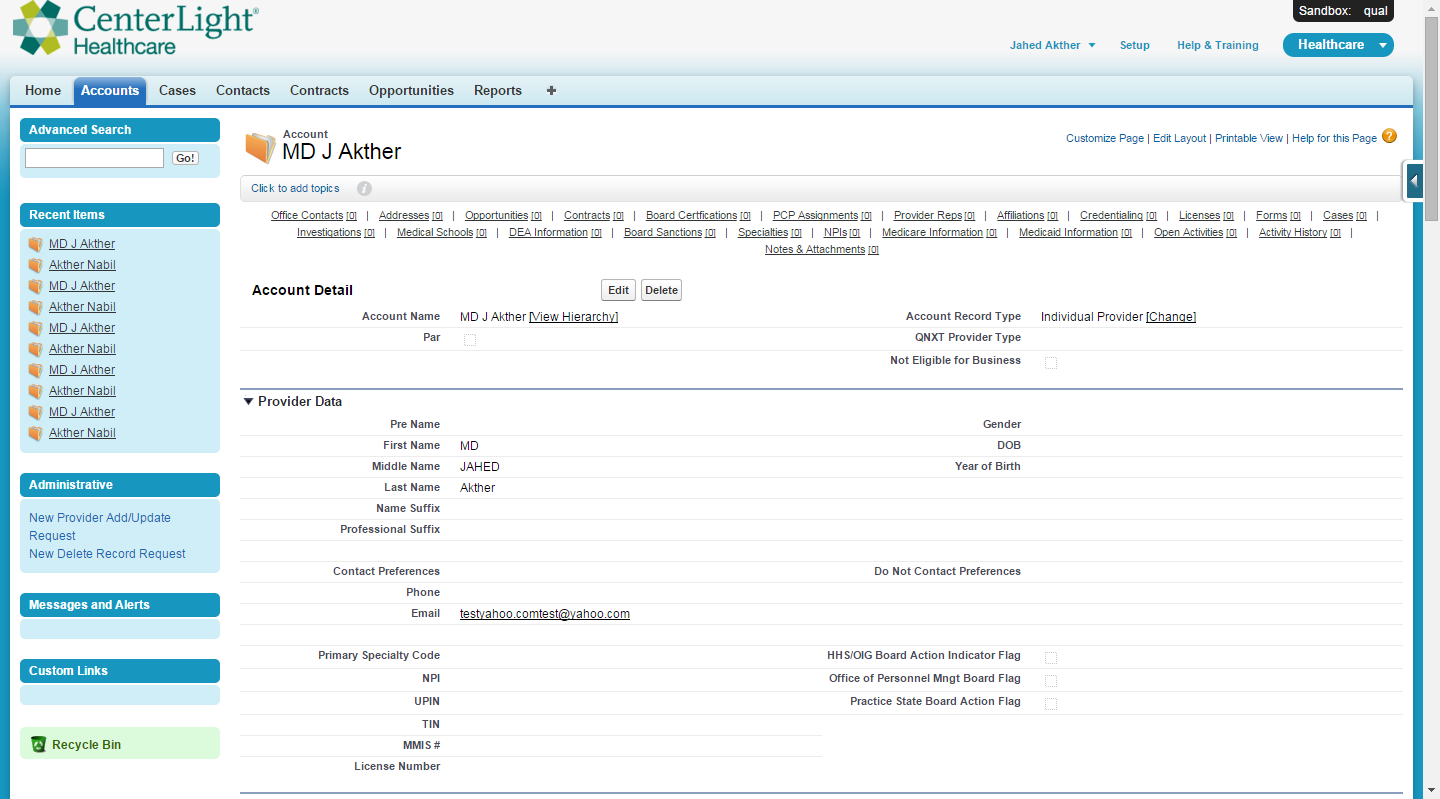 CenterLight®
Healthcare
Sandbox: qual
Jahed Akther Setup Help & Training Healthcare
Home Accounts Cases Contacts Contracts Opportunities Reports +
Advanced Search
Go!
Recent Items
MD J Akther
Akther Nabil
MD J Akther
Akther Nabil
MD J Akther
Akther Nabil
MD J Akther
Akther Nabil
MD J Akther
Akther Nabil
Administrative
New Provider Add/Update
Request
New Delete Record Request
Messages and Alerts
Custom Links
Recycle Bin
Account
MD J Akther
Customize Page | Edit Layout | Printable View | Help for this Page ?
Click to add topics i
Office Contacts [0] | Addresses [0] | Opportunities [0] | Contracts [0] | Board Certfications [0] | PCP Assignments [0] | Provider Reps [0] | Affiliations [0] | Credentialing [0] | Licenses [0] | Forms [0] | Cases [0] |
Investigations [0] | Medical Schools [0] | DEA Information [0] | Board Sanctions [0] | Specialties [0] | NPIs [0] | Medicare Information [0] | Medicaid Information [0] | Open Activities [0] | Activity History [0] |
Notes & Attachments [0]
Account Detail Edit Delete
Account Name MD J Akther [View Hierarchy] Account Record Type Individual Provider [Change]
Par QNXT Provider Type
Not Eligible for Business
Provider Data
Pre Name Gender
First Name MD DOB
Middle Name JAHED Year of Birth
Last Name Akther
Name Suffix
Professional Suffix
Contact Preferences Do Not Contact Preferences
Phone
Email testyahoo.comtest@yahoo.com
Primary Specialty Code HHS/OIG Board Action Indicator Flag
NPI Office of Personnel Mngt Board Flag
UPIN Practice State Board Action Flag
TIN
MMIS #
License Number